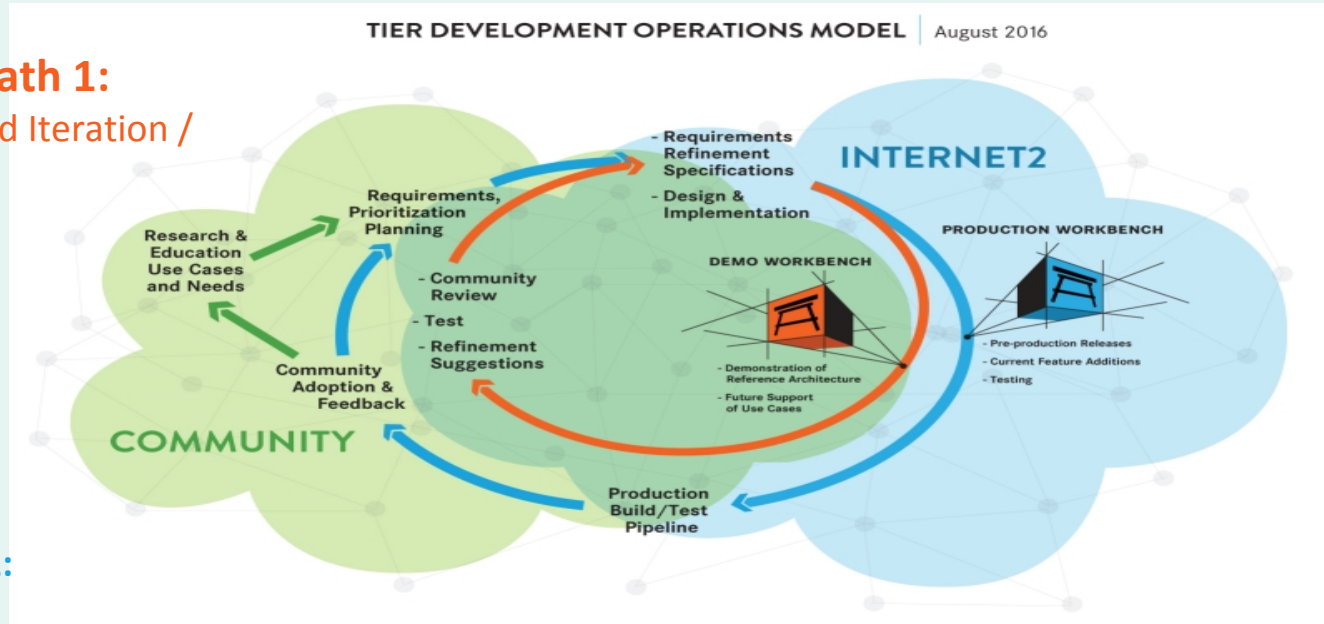 TIER DEVELOPMENT OPERATIONS MODEL | August 2016
ath 1:
d Iteration /
- Requirements
Refinement
Specifications
- Design &
Implementation
INTERNET2
Requirements,
Prioritization
Planning
Research &
Education
Use Cases
and Needs
PRODUCTION WORKBENCH
DEMO WORKBENCH
- Community
Review
- Test
- Refinement
Suggestions
- Pre-production Releases
- Current Feature Additions
- Testing
- Demonstration of
Reference Architecture
- Future Support
of Use Cases
Community
Adoption &
Feedback
COMMUNITY
Production
Build/Test
Pipeline
: